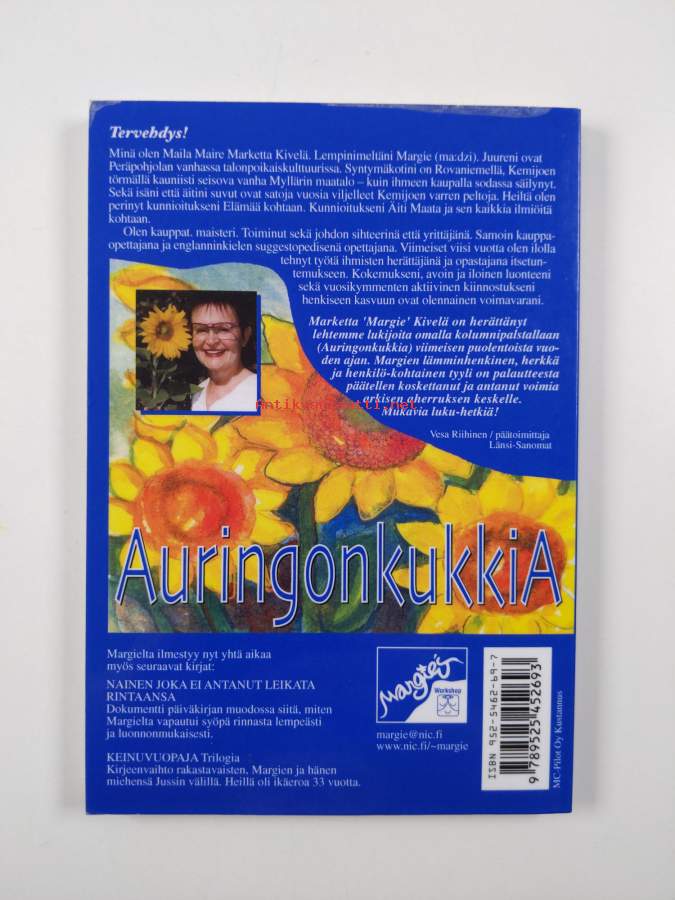 Tervehdys!
Minä olen Maila Maire Marketta Kivelä. Lempinimeltäni Margie (ma:dzi). Juureni ovat
Peräpohjolan vanhassa talonpoikaiskulttuurissa. Syntymäkotini on Rovaniemellä, Kemijoen
törmällä kauniisti seisova vanha Myllärin maatalo – kuin ihmeen kaupalla sodassa säilynyt.
Sekä isäni että äitini suvut ovat satoja vuosia viljelleet Kemijoen varren peltoja. Heiltä olen
perinyt kunnioitukseni Elämää kohtaan. Kunnioitukseni Äiti Maata ja sen kaikkia ilmiöitä
kohtaan.
Olen kauppat. maisteri. Toiminut sekä johdon sihteerinä että yrittäjänä. Samoin kauppa-
opettajana ja englanninkielen suggestopedisenä opettajana. Viimeiset viisi vuotta olen ilolla
tehnyt työtä ihmisten herättäjänä ja opastajana itsetun-
temukseen. Kokemukseni, avoin ja iloinen luonteeni
sekä vuosikymmenten aktiivinen kiinnostukseni
henkiseen kasvuun ovat olennainen voimavarani.
Marketta 'Margie' Kivelä on herättänyt
lehtemme lukijoita omalla kolumnipalstallaan
(Auringonkukkia) viimeisen puolentoista vuo-
den ajan. Margien lämminhenkinen, herkkä
ja henkilö-kohtainen tyyli on palautteesta
päätellen koskettanut ja antanut voimia
arkisen aherruksen keskelle.
Mukavia luku-hetkiä!
Antikvariaatti.net
Vesa Riihinen / päätoimittaja
Länsi-Sanomat
AuringonkukkiA
Margielta ilmestyy nyt yhtä aikaa
myös seuraavat kirjat:
NAINEN JOKA EI ANTANUT LEIKATA
RINTAANSA
Dokumentti päiväkirjan muodossa siitä, miten
Margielta vapautui syöpä rinnasta lempeästi
ja luonnonmukaisesti.
KEINUVUOPAJA Trilogia
Kirjeenvaihto rakastavaisten, Margien ja hänen
miehensä Jussin välillä. Heillä oli ikäeroa 33 vuotta.
Margie's
Workshop
margie@nic.fi
www.nic.fi/~margie
ISBN 952-5462-69-7
9 789525 452693
MC-Pilot Oy Kustannus